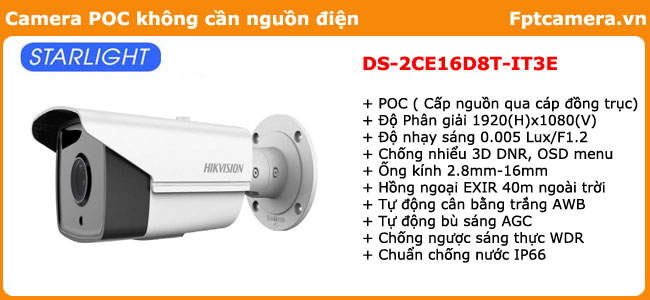 Camera POC không cần nguồn điện
Fptcamera.vn
STARLIGHT
HIKVISION
DS-2CE16D8T-IT3E
+ POC ( Cấp nguồn qua cáp đồng trục)
+ Độ Phân giải 1920(H)x1080(V)
+ Độ nhạy sáng 0.005 Lux/F1.2
+ Chống nhiễu 3D DNR, OSD menu
+ Ống kính 2.8mm-16mm
+ Hồng ngoại EXIR 40m ngoài trời
+ Tự động cân bằng trắng AWB
+ Tự động bù sáng AGC
+ Chống ngược sáng thực WDR
+ Chuẩn chống nước IP66